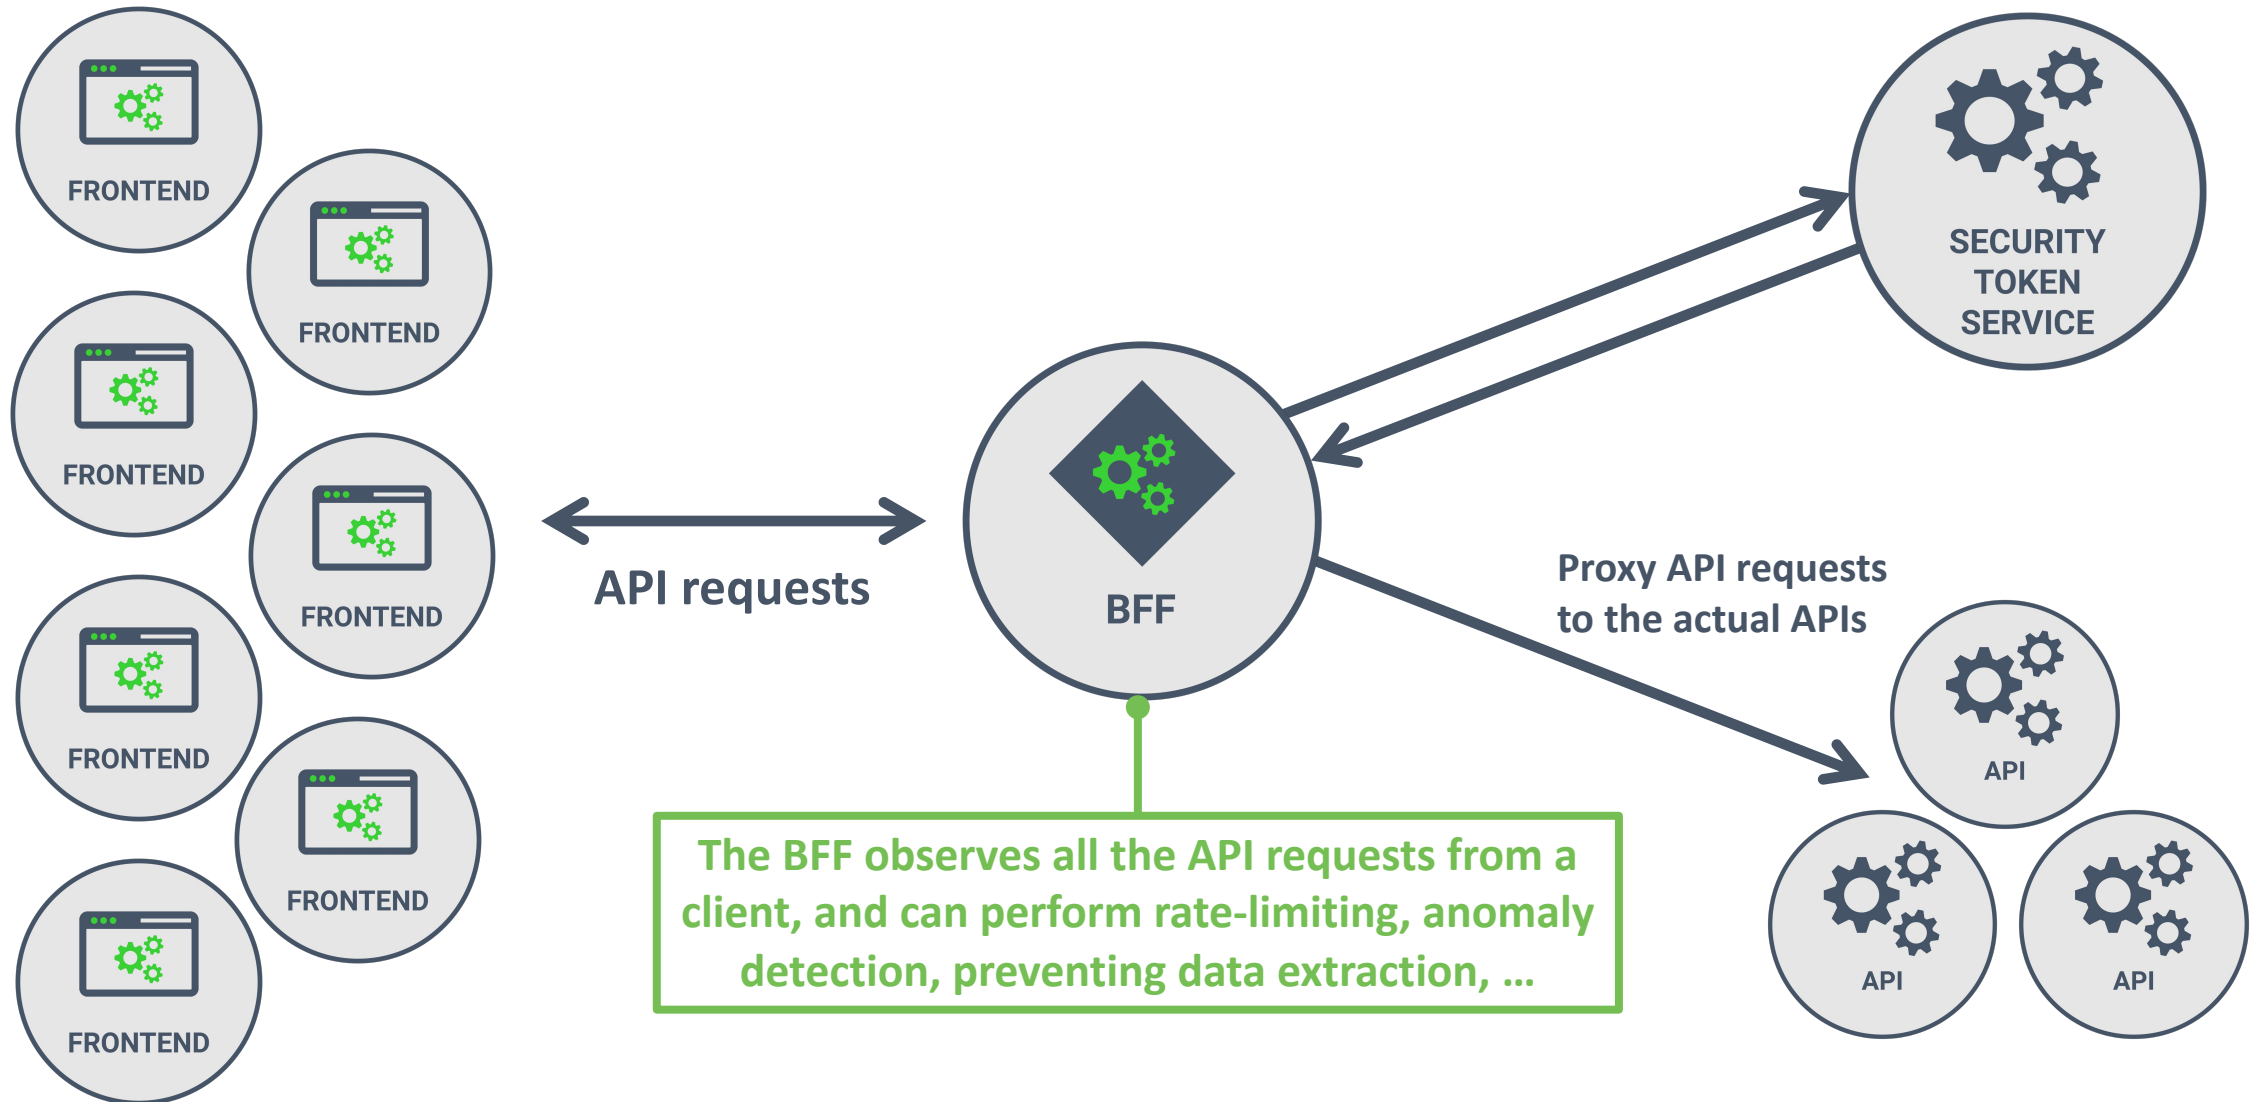 FRONTEND
FRONTEND
FRONTEND
FRONTEND
FRONTEND
FRONTEND
FRONTEND
API requests
BFF
SECURITY
TOKEN
SERVICE
Proxy API requests
to the actual APIs
API
API
API
The BFF observes all the API requests from a
client, and can perform rate-limiting, anomaly
detection, preventing data extraction, ...